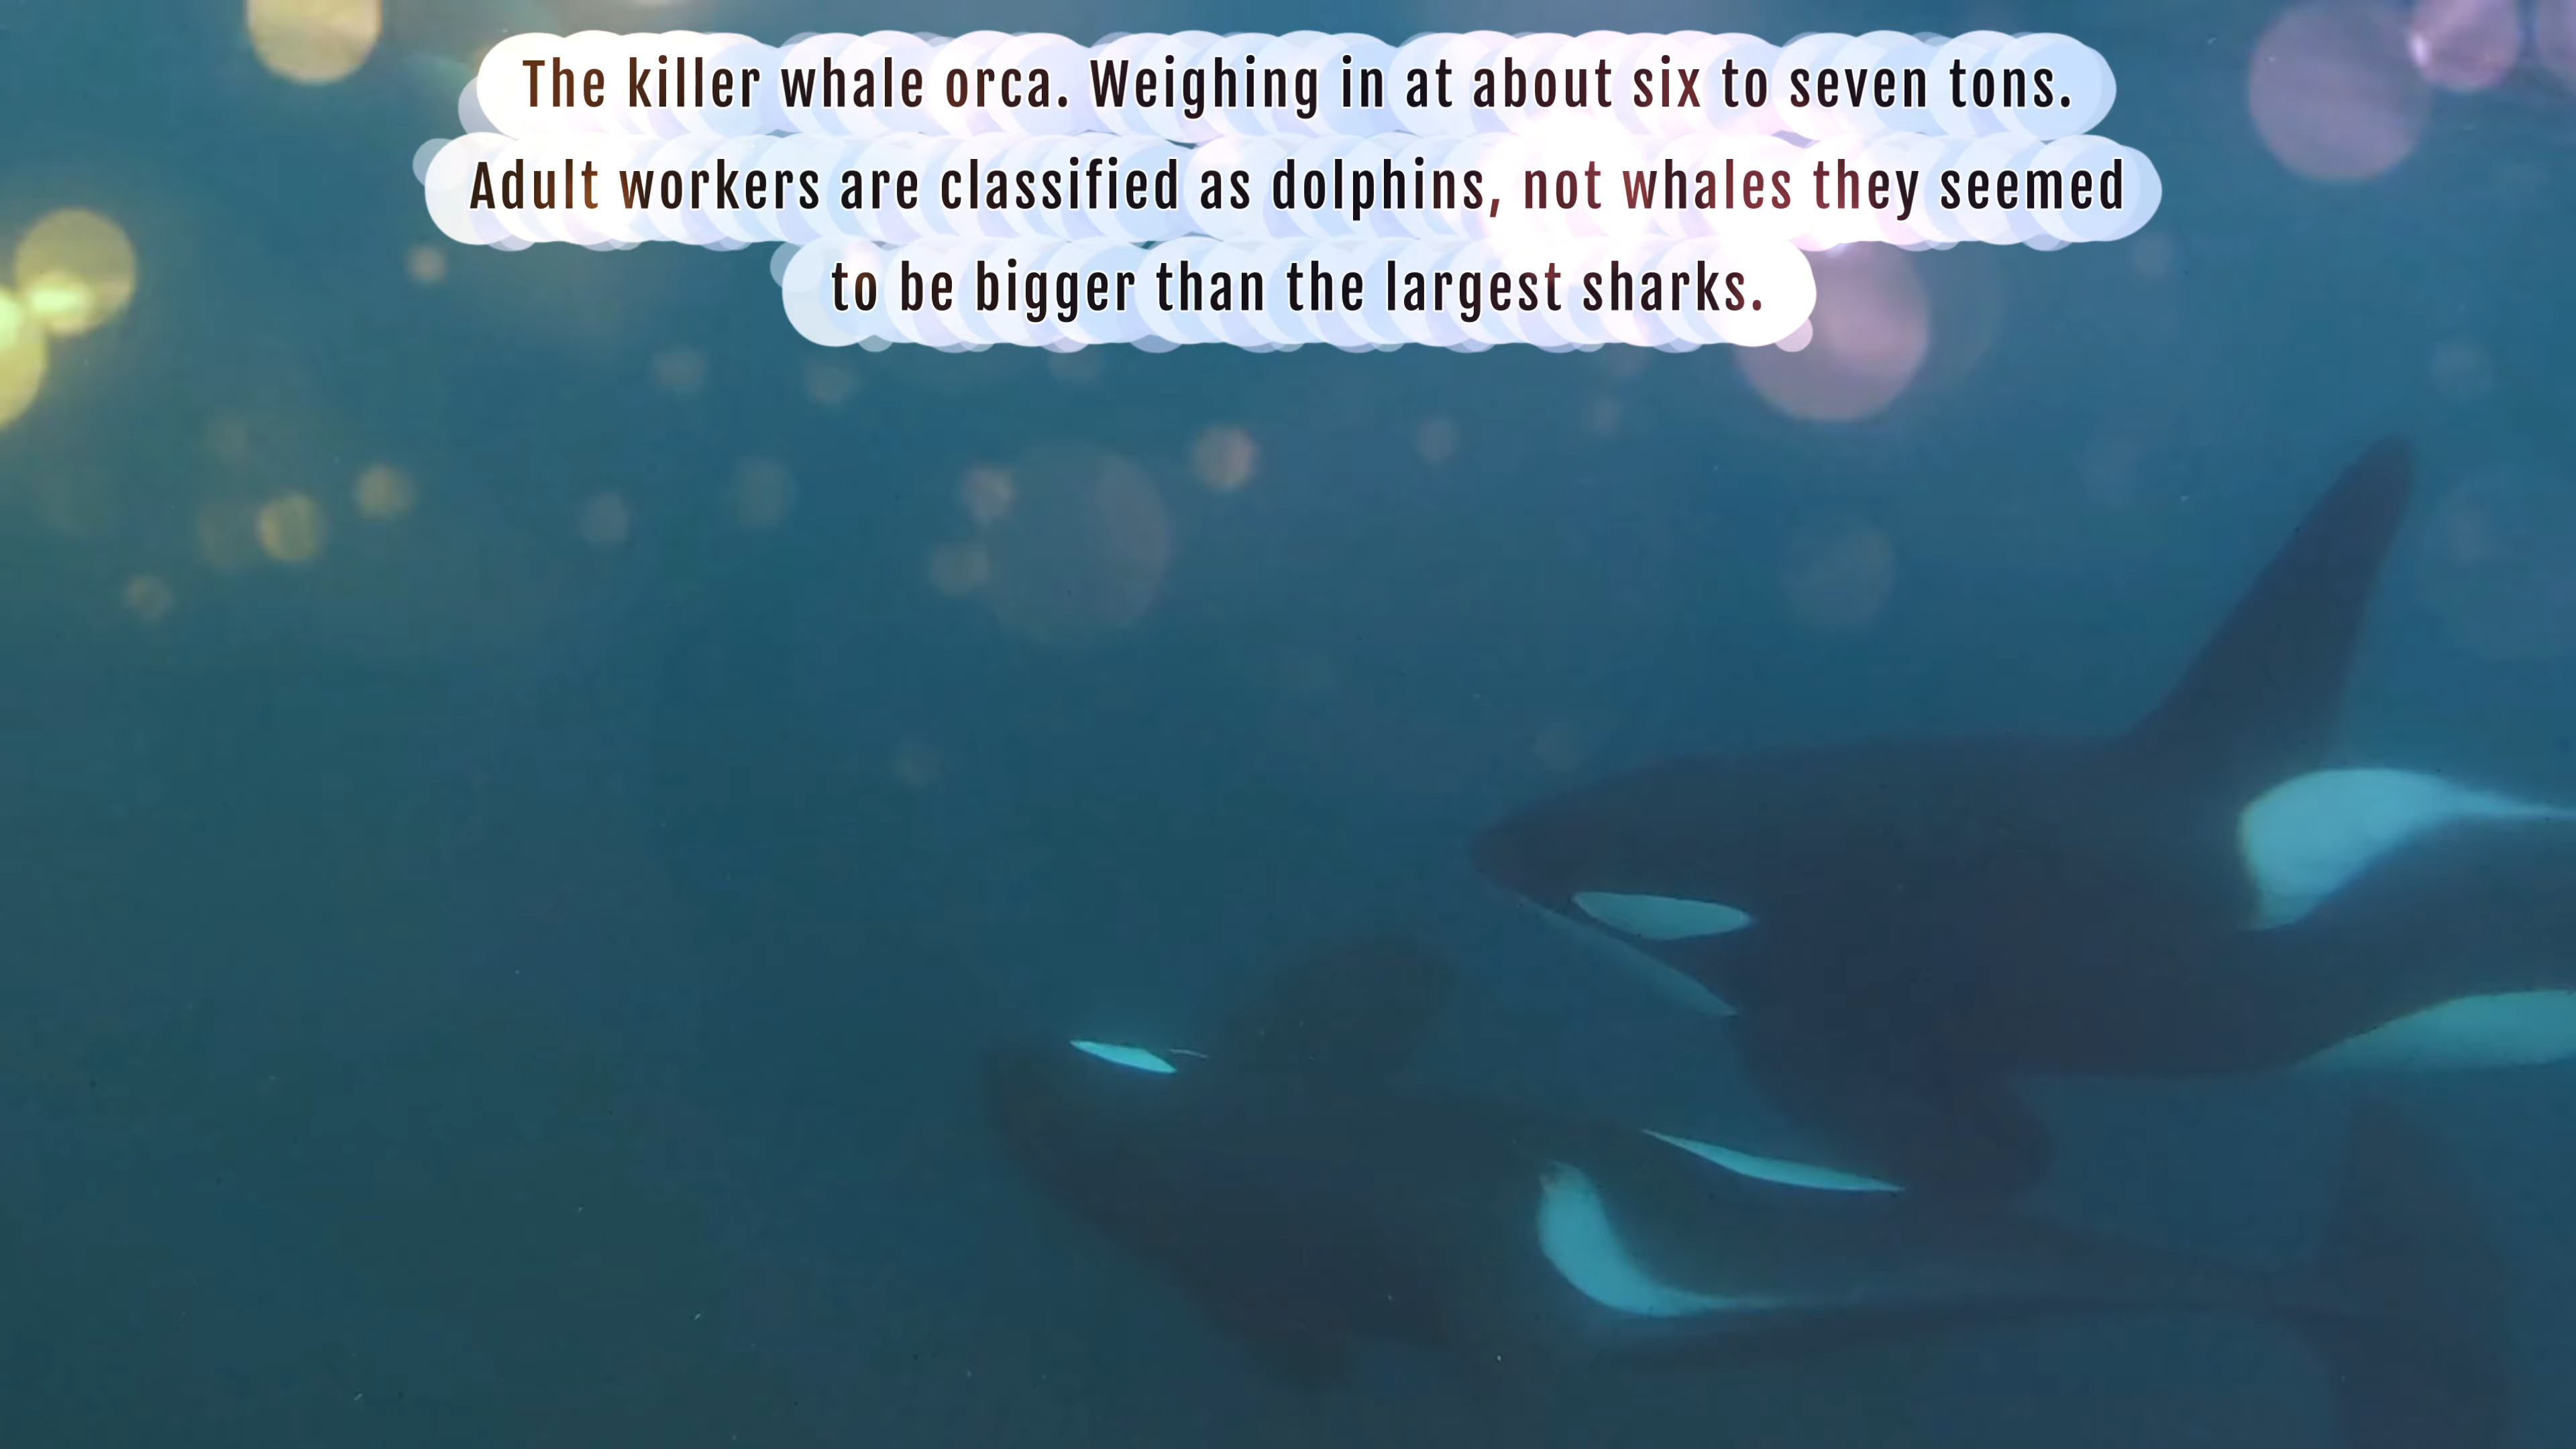 The killer whale orca. Weighing in at about six to seven tons.
Adult workers are classified as dolphins, not whales they seemed
to be bigger than the largest sharks.